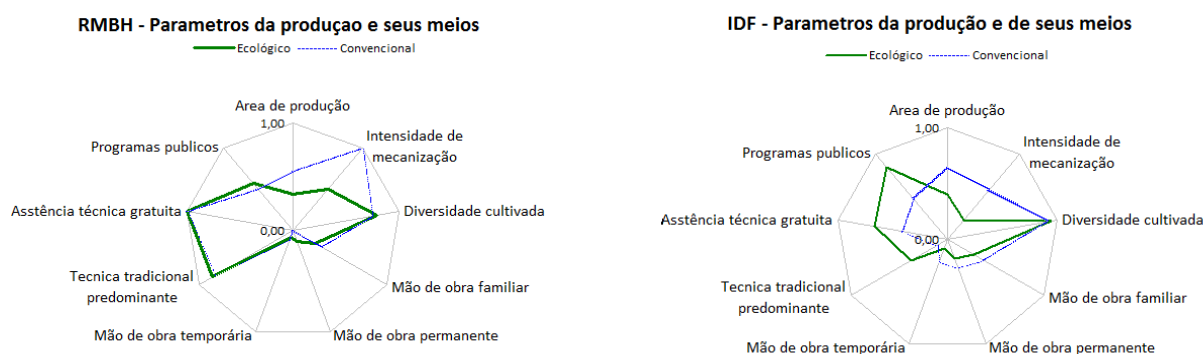 RMBH - Parametros da produçao e seus meios
Ecológico
Convencional
Area de produção
1,00
Intensidade de
mecanização
Programas publicos
Asstência técnica gratuita
Diversidade cultivada
0,00
Tecnica tradicional
predominante
Mão de obra familiar
Mão de obra temporária
Mão de obra permanente
IDF - Parametros da produção e de seus meios
Ecológico
Convencional
Area de produção
1,00
Intensidade de
mecanização
Programas publicos
Asstência técnica gratuita
Diversidade cultivada
0,00
Tecnica tradicional
predominante
Mão de obra familiar
Mão de obra temporária
Mão de obra permanente